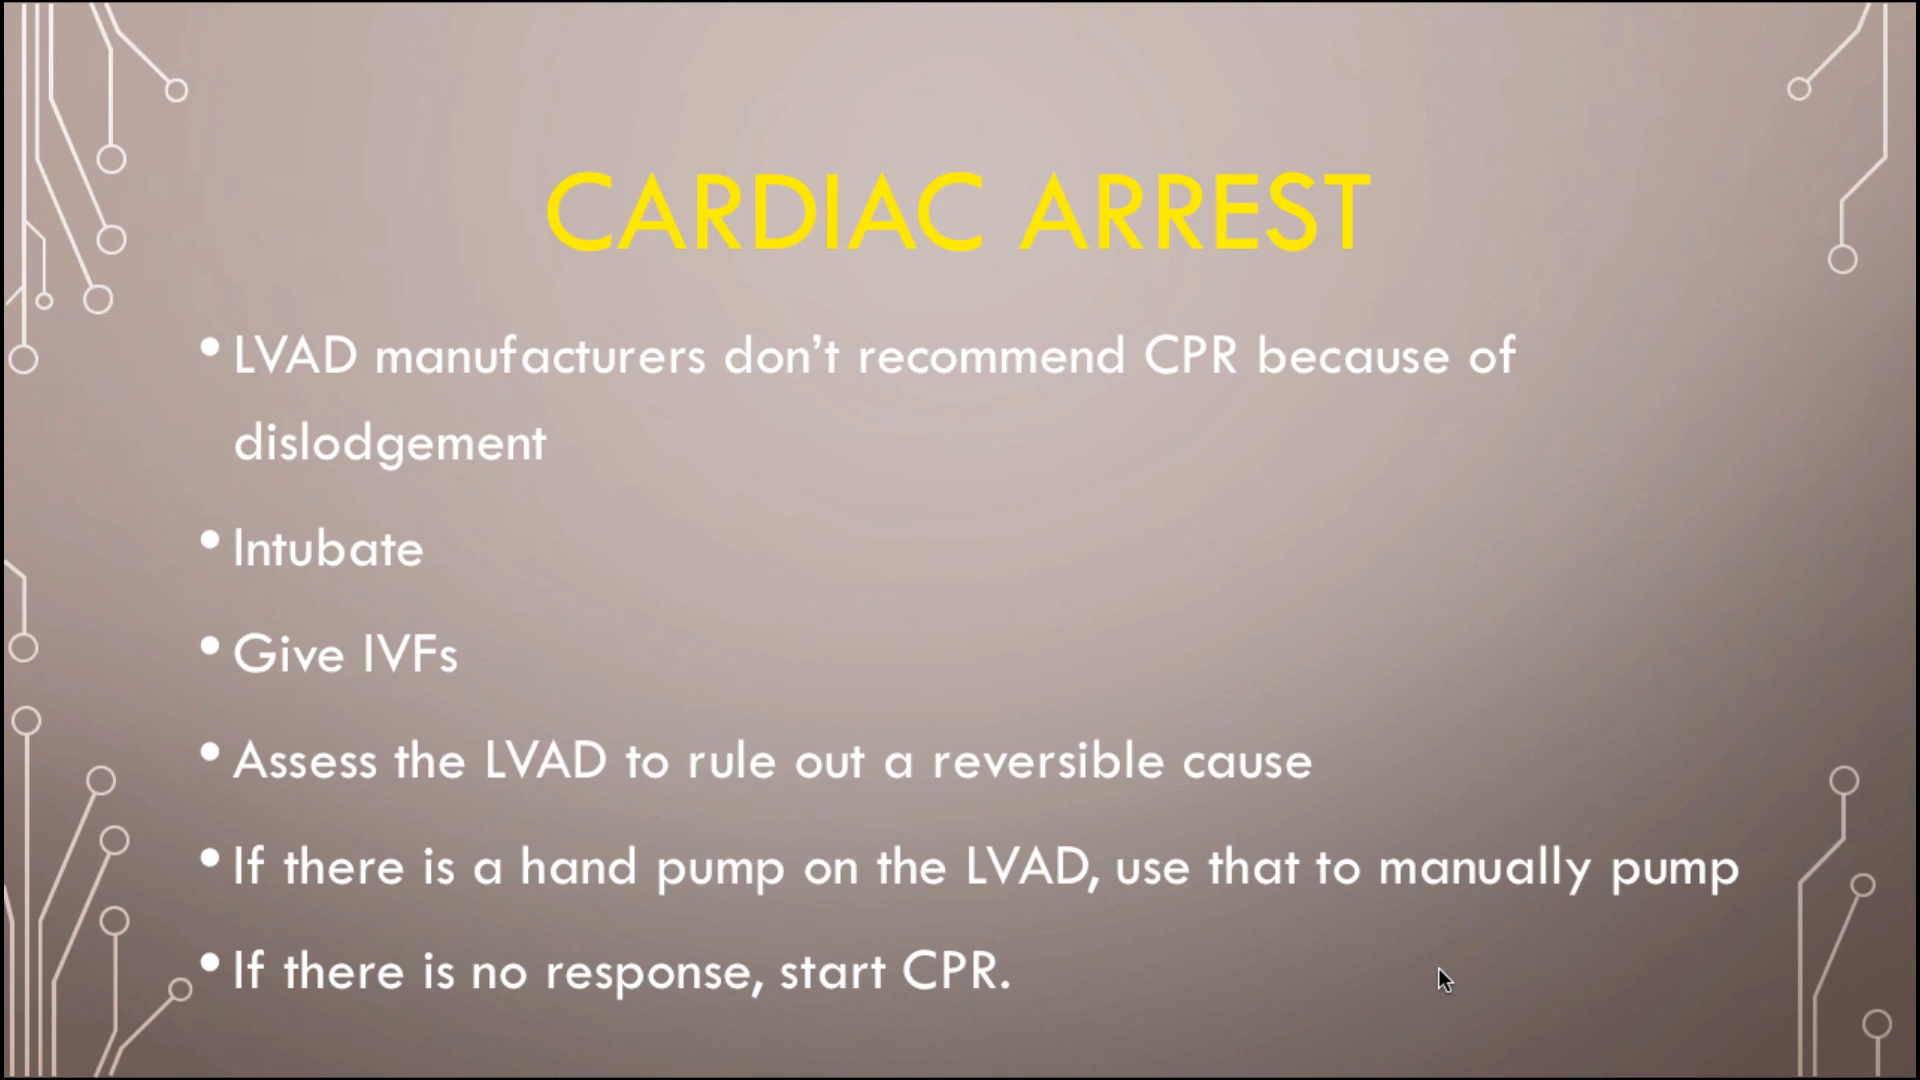 CARDIAC ARREST
• LVAD manufacturers don’t recommend CPR because of
dislodgement
• Intubate
• Give IVFs
• Assess the LVAD to rule out a reversible cause
• If there is a hand pump on the LVAD, use that to manually pump
• If there is no response, start CPR.